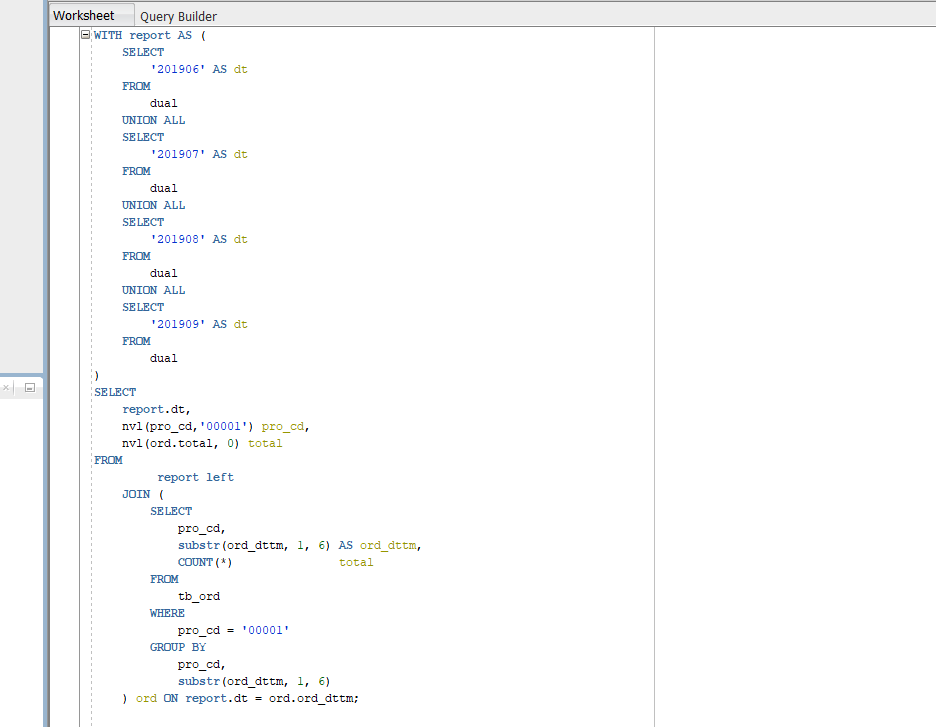 Worksheet Query Builder
WITH report AS (
    SELECT
        '201906' AS dt
    FROM
        dual
    UNION ALL
    SELECT
        '201907' AS dt
    FROM
        dual
    UNION ALL
    SELECT
        '201908' AS dt
    FROM
        dual
    UNION ALL
    SELECT
        '201909' AS dt
    FROM
        dual
)
SELECT
    report.dt,
    nvl(pro_cd,'00001') pro_cd,
    nvl(ord.total, 0) total
FROM
         report left
    JOIN (
        SELECT
            pro_cd,
            substr(ord_dttm, 1, 6) AS ord_dttm,
            COUNT(*)               total
        FROM
            tb_ord
        WHERE
            pro_cd = '00001'
        GROUP BY
            pro_cd,
            substr(ord_dttm, 1, 6)
    ) ord ON report.dt = ord.ord_dttm;